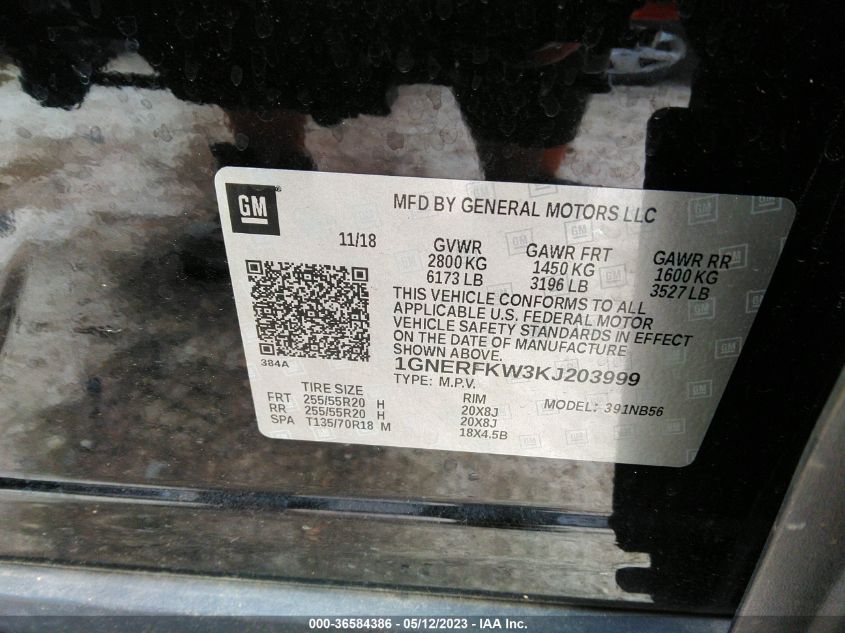 GM
MFD BY GENERAL MOTORS LLC
11/18
GVWR GAWR FRT GAWR RR
2800 KG 1450 KG 1600 KG
6173 LB 3196 LB 3527 LB
THIS VEHICLE CONFORMS TO ALL
APPLICABLE U.S. FEDERAL MOTOR
VEHICLE SAFETY STANDARDS IN EFFECT
ON THE DATE OF MANUFACTURE
SHOWN ABOVE.
384A
1GNERFKW3KJ203999
TYPE: M.P.V.
TIRE SIZE RIM
FRT 255/55R20 H 20X8J MODEL: 391NB56
RR 255/55R20 H 20X8J
SPA T135/70R18 M 18X4.5B
000-36584386 - 05/12/2023 - IAA Inc.